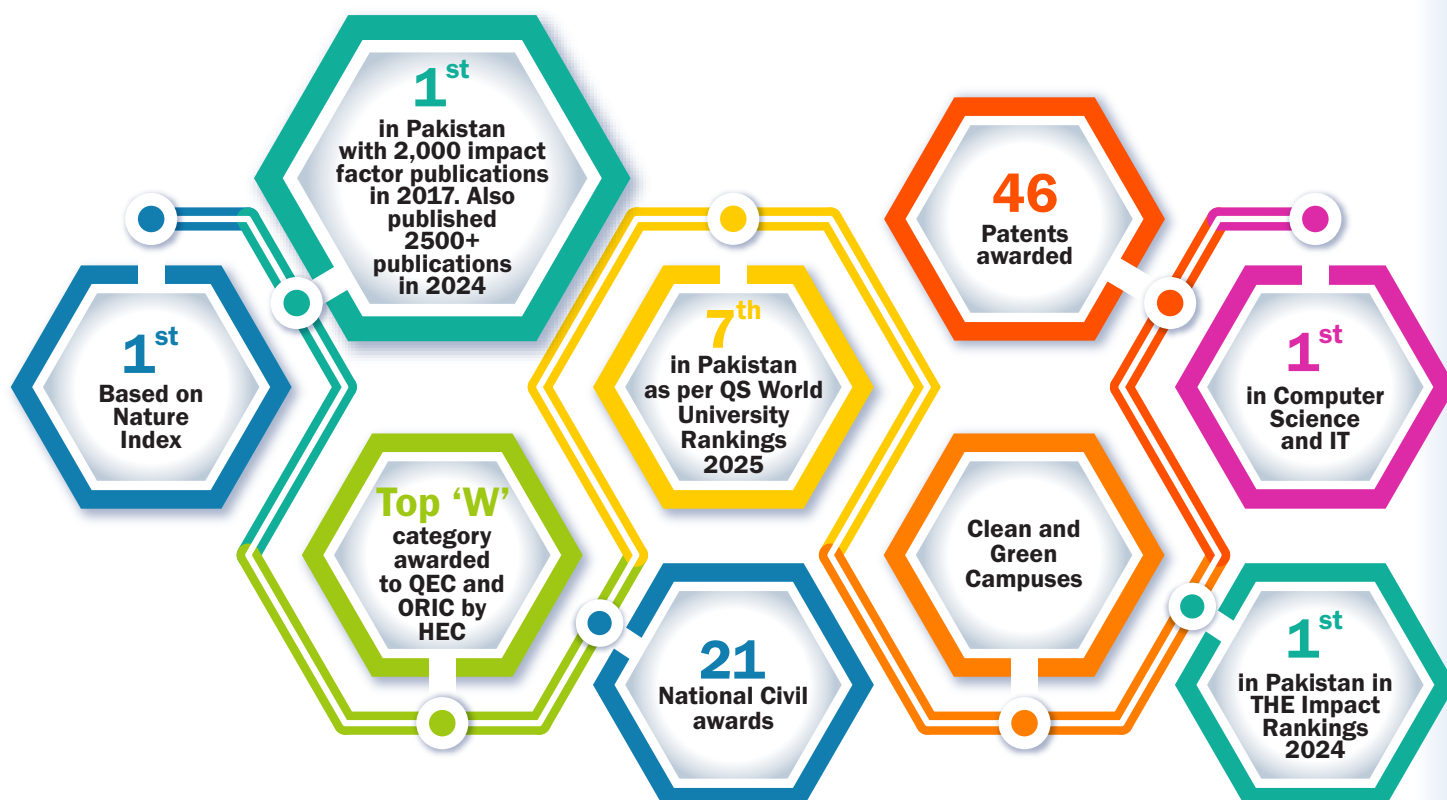 1st
Based on
Nature
Index
1st
in Pakistan
with 2,000 impact
factor publications
in 2017. Also
published
2500+
publications
in 2024
Top ‘W’
category
awarded
to QEC and
ORIC by
HEC
7th
in Pakistan
as per QS World
University
Rankings
2025
21
National Civil
awards
46
Patents
awarded
Clean and
Green
Campuses
1st
in Computer
Science
and IT
1st
in Pakistan in
THE Impact
Rankings
2024